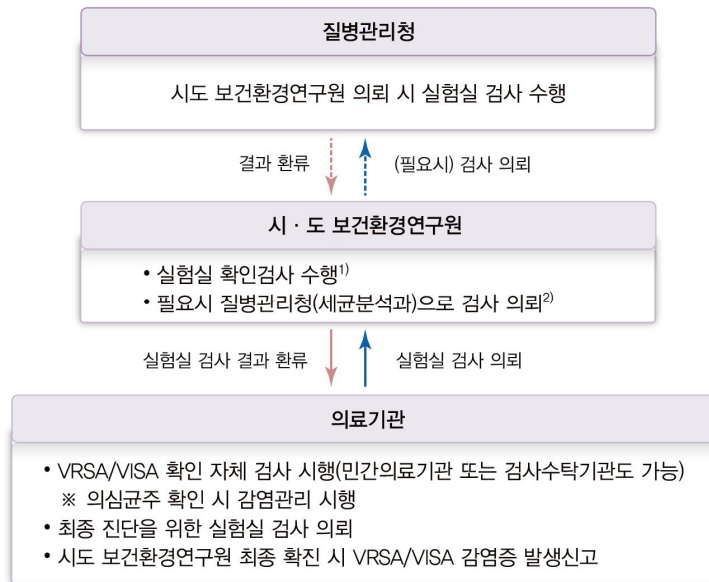 질병관리청
시도 보건환경연구원 의뢰 시 실험실 검사 수행
결과 환류
(필요시) 검사 의뢰
시 · 도 보건환경연구원
• 실험실 확인검사 수행1)
• 필요시 질병관리청(세균분석과)으로 검사 의뢰2)
실험실 검사 결과 환류
실험실 검사 의뢰
의료기관
• VRSA/VISA 확인 자체 검사 시행(민간의료기관 또는 검사수탁기관도 가능)
※ 의심균주 확인 시 감염관리 시행
• 최종 진단을 위한 실험실 검사 의뢰
• 시도 보건환경연구원 최종 확진 시 VRSA/VISA 감염증 발생신고